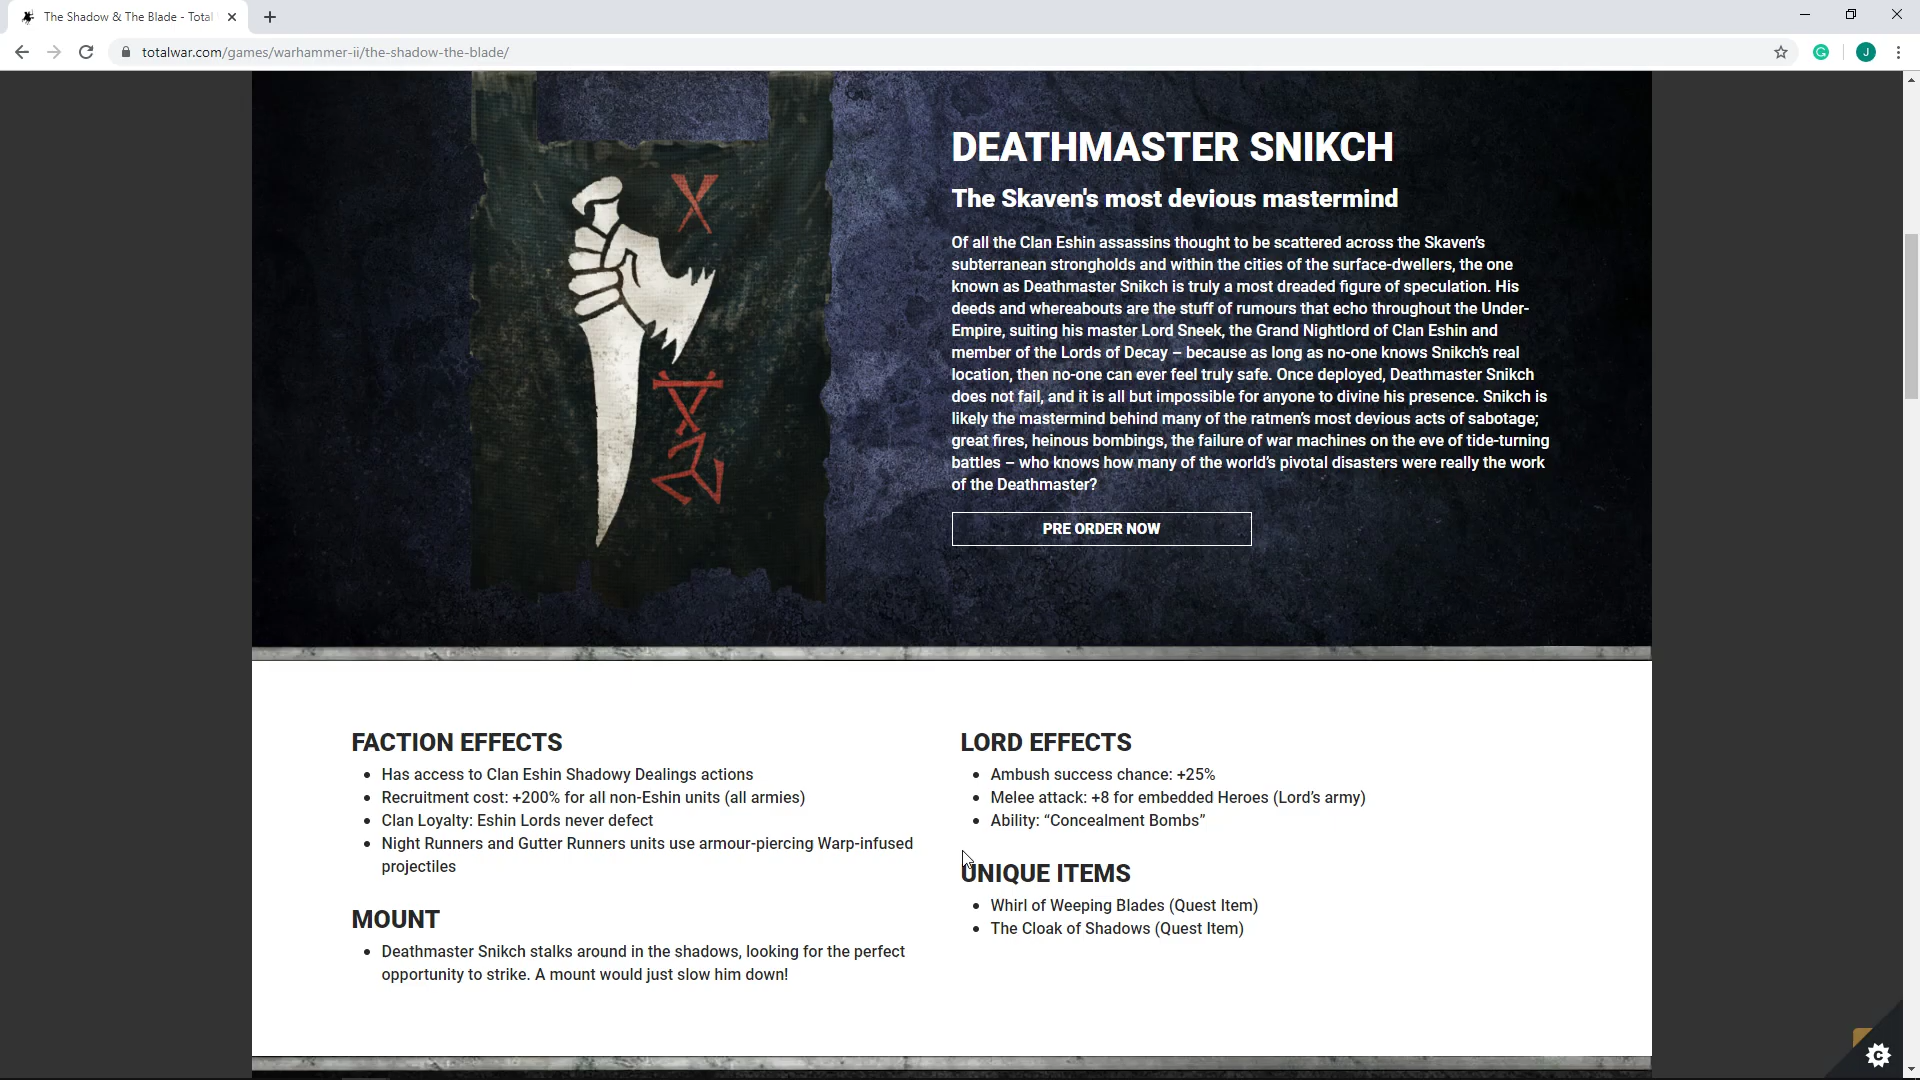 The Shadow & The Blade - Total
totalwar.com/games/warhammer-ii/the-shadow-the-blade/
J
DEATHMASTER SNIKCH
The Skaven's most devious mastermind
Of all the Clan Eshin assassins thought to be scattered across the Skaven’s
subterranean strongholds and within the cities of the surface-dwellers, the one
known as Deathmaster Snikch is truly a most dreaded figure of speculation. His
deeds and whereabouts are the stuff of rumours that echo throughout the Under-
Empire, suiting his master Lord Sneek, the Grand Nightlord of Clan Eshin and
member of the Lords of Decay – because as long as no-one knows Snikch’s real
location, then no-one can ever feel truly safe. Once deployed, Deathmaster Snikch
does not fail, and it is all but impossible for anyone to divine his presence. Snikch is
likely the mastermind behind many of the ratmen’s most devious acts of sabotage;
great fires, heinous bombings, the failure of war machines on the eve of tide-turning
battles – who knows how many of the world’s pivotal disasters were really the work
of the Deathmaster?
PRE ORDER NOW
FACTION EFFECTS
Has access to Clan Eshin Shadowy Dealings actions
Recruitment cost: +200% for all non-Eshin units (all armies)
Clan Loyalty: Eshin Lords never defect
Night Runners and Gutter Runners units use armour-piercing Warp-infused
projectiles
MOUNT
Deathmaster Snikch stalks around in the shadows, looking for the perfect
opportunity to strike. A mount would just slow him down!
LORD EFFECTS
Ambush success chance: +25%
Melee attack: +8 for embedded Heroes (Lord’s army)
Ability: “Concealment Bombs”
UNIQUE ITEMS
Whirl of Weeping Blades (Quest Item)
The Cloak of Shadows (Quest Item)
C